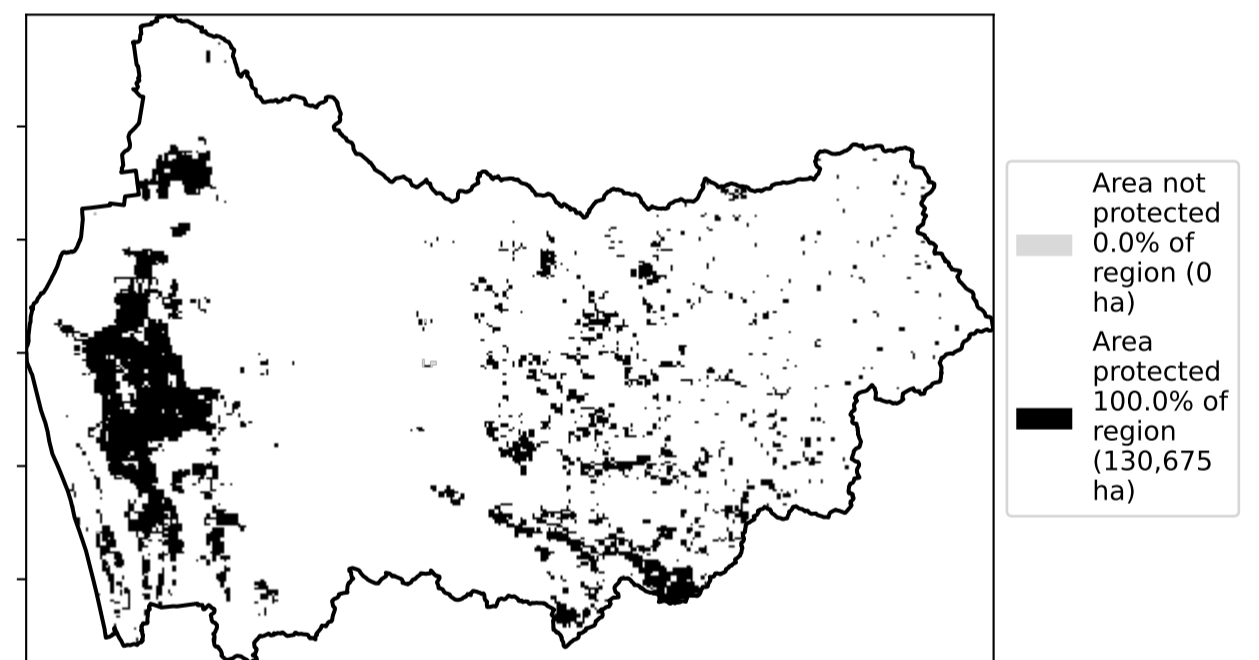 Area not
protected
0.0% of
region (0
ha)
Area
protected
100.0% of
region
(130,675
ha)